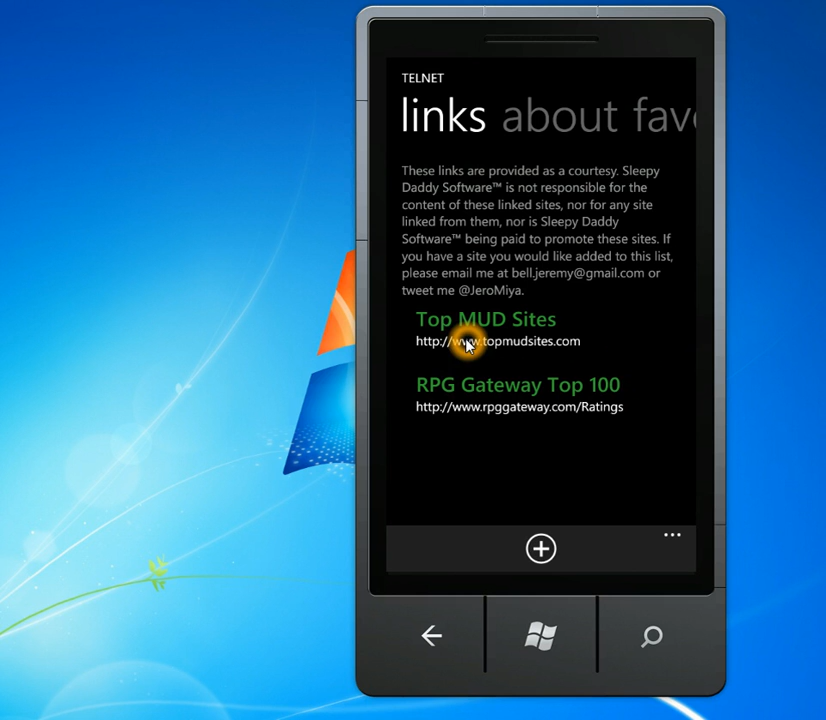 TELNET
links about favo
These links are provided as a courtesy. Sleepy
Daddy Software™ is not responsible for the
content of these linked sites, nor for any site
linked from them, nor is Sleepy Daddy
Software™ being paid to promote these sites. If
you have a site you would like added to this list,
please email me at bell.jeremy@gmail.com or
tweet me @JeroMiya.
Top MUD Sites
http://www.topmudsites.com
RPG Gateway Top 100
http://www.rpggateway.com/Ratings